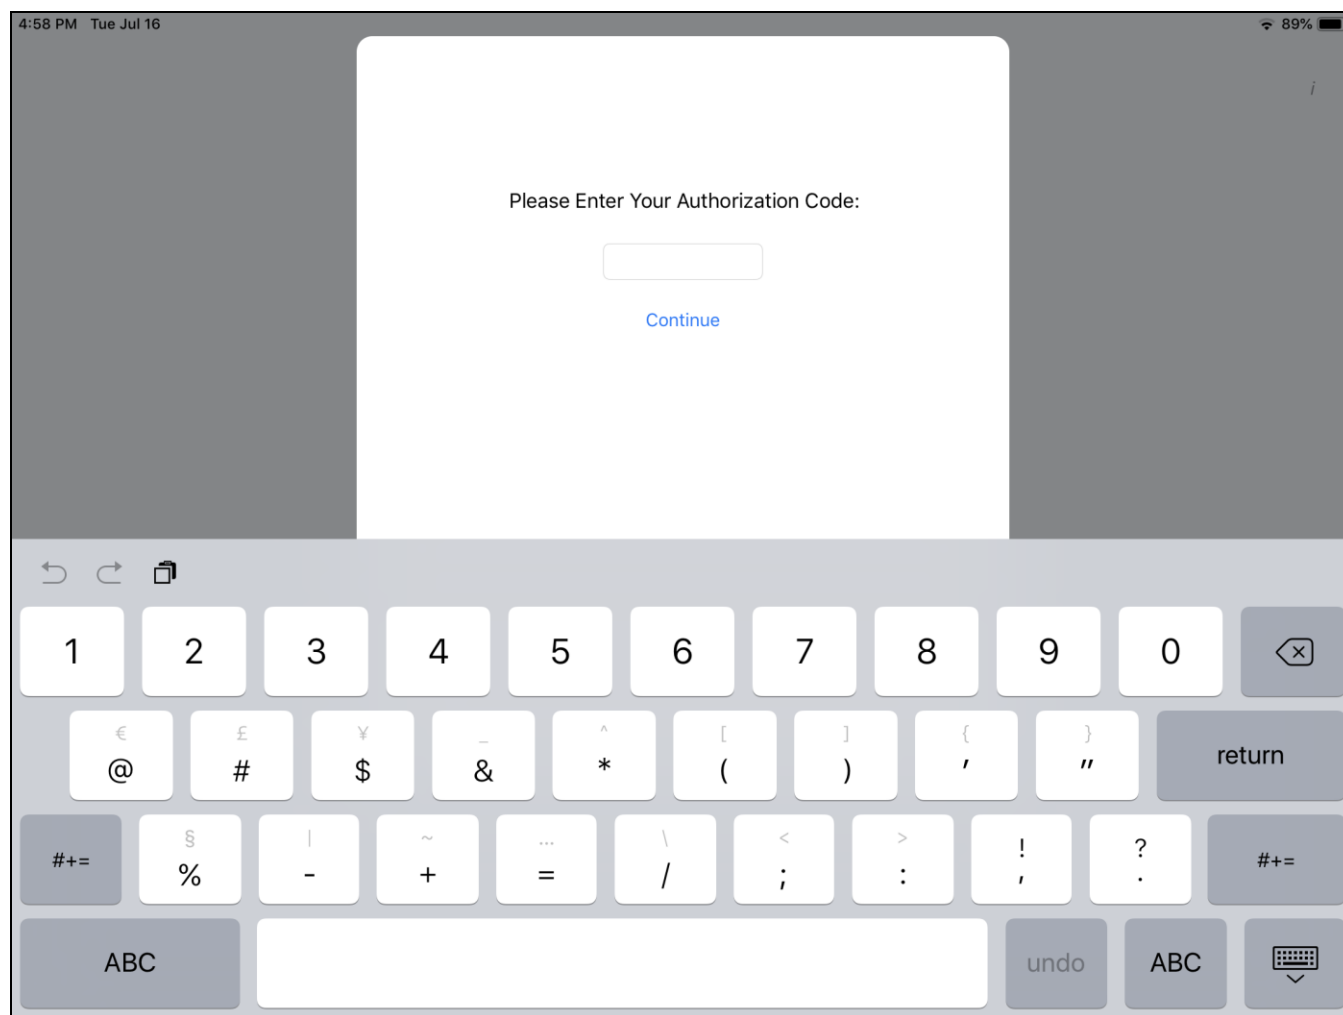 4:58 PM Tue Jul 16 89%
i
Please Enter Your Authorization Code:
Continue
1 2 3 4 5 6 7 8 9 0
€ £ ¥ _ ^ [ ] { }
@ # $ & * ( ) ' " return
§ | ~ … \ < > ! ?
#+= % - + = / ; : , . #+=
ABC undo ABC